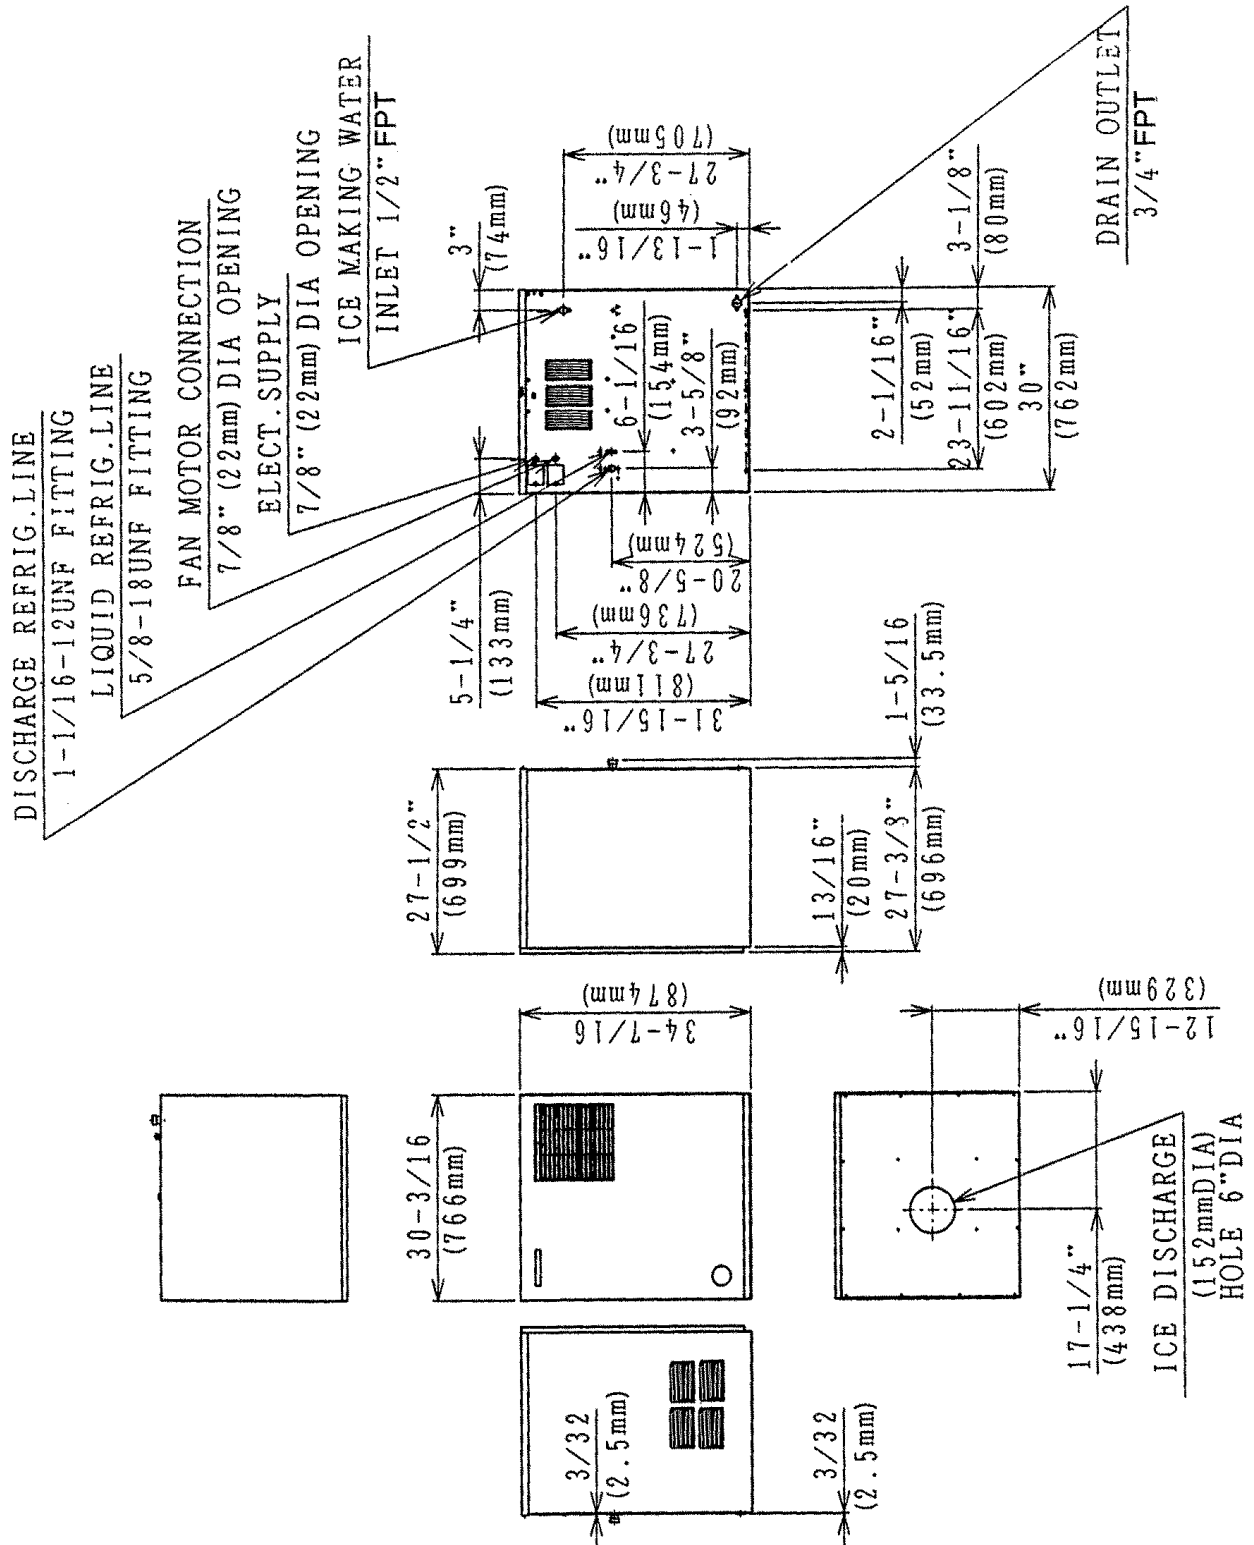 DISCHARGE REFRIG.LINE
1-1/16-12UNF FITTING
LIQUID REFRIG.LINE
5/8-18UNF FITTING
FAN MOTOR CONNECTION
7/8" (22mm) DIA OPENING
ELECT.SUPPLY
7/8" (22mm) DIA OPENING
ICE MAKING WATER
INLET 1/2" FPT
3"
(74mm)
27-3/4"
(705mm)
1-13/16"
(46mm)
DRAIN OUTLET
3/4"FPT
3-1/8"
(80mm)
2-1/16"
(52mm)
23-11/16"
(602mm)
30"
(762mm)
6-1/16"
(154mm)
3-5/8"
(92mm)
5-1/4"
(133mm)
20-5/8"
(524mm)
27-3/4"
(736mm)
31-15/16"
(811mm)
1-5/16
(33.5mm)
27-1/2"
(699mm)
13/16"
(20mm)
27-3/8"
(696mm)
34-7/16
(874mm)
30-3/16
(766mm)
12-15/16"
(329mm)
17-1/4"
(438mm)
ICE DISCHARGE
(152mmDIA)
HOLE 6"DIA
3/32
(2.5mm)
3/32
(2.5mm)